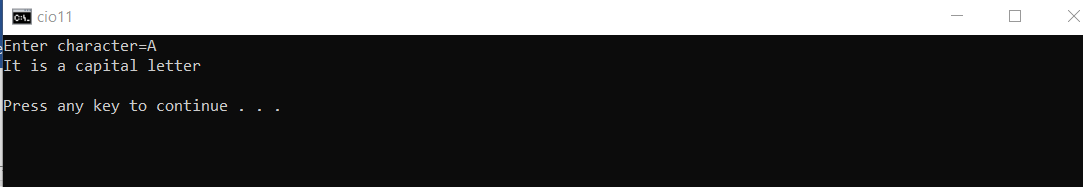 cio11
Enter character=A
It is a capital letter
Press any key to continue . . .